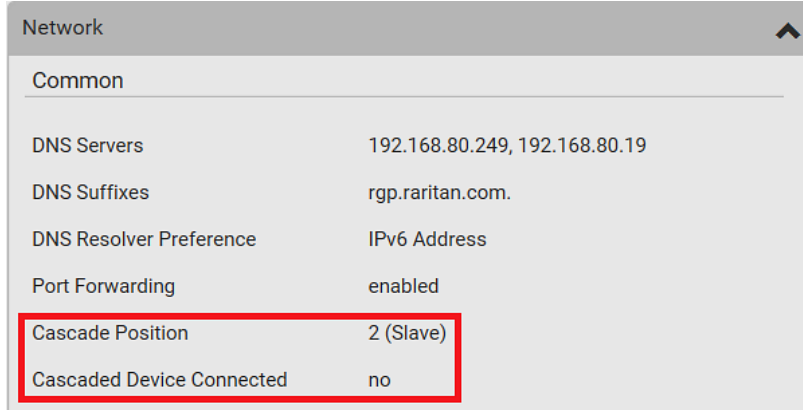 Network
Common
DNS Servers 192.168.80.249, 192.168.80.19
DNS Suffixes rgp.raritan.com.
DNS Resolver Preference IPv6 Address
Port Forwarding enabled
Cascade Position 2 (Slave)
Cascaded Device Connected no